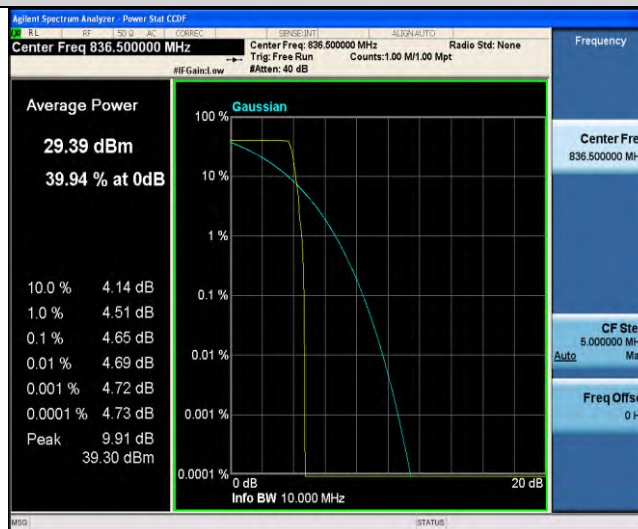 Agilent Spectrum Analyzer - Power Stat CCDF
RL RF 50 Ω AC CORREC SENSE:INT ALIGN AUTO
Center Freq 836.500000 MHz
Center Freq: 836.500000 MHz Radio Std: None
Trig: Free Run Counts:1.00 M/1.00 Mpt
#IFGain:Low #Atten: 40 dB
Frequency
Average Power
29.39 dBm
39.94 % at 0dB
10.0 % 4.14 dB
1.0 % 4.51 dB
0.1 % 4.65 dB
0.01 % 4.69 dB
0.001 % 4.72 dB
0.0001 % 4.73 dB
Peak 9.91 dB
39.30 dBm
Gaussian
100 %
10 %
1 %
0.1 %
0.01 %
0.001 %
0.0001 %
0 dB 20 dB
Info BW 10.000 MHz
Center Fre
836.500000 MH
CF Ste
5.000000 MH
Auto Ma
Freq Offse
0 H
MSG STATUS